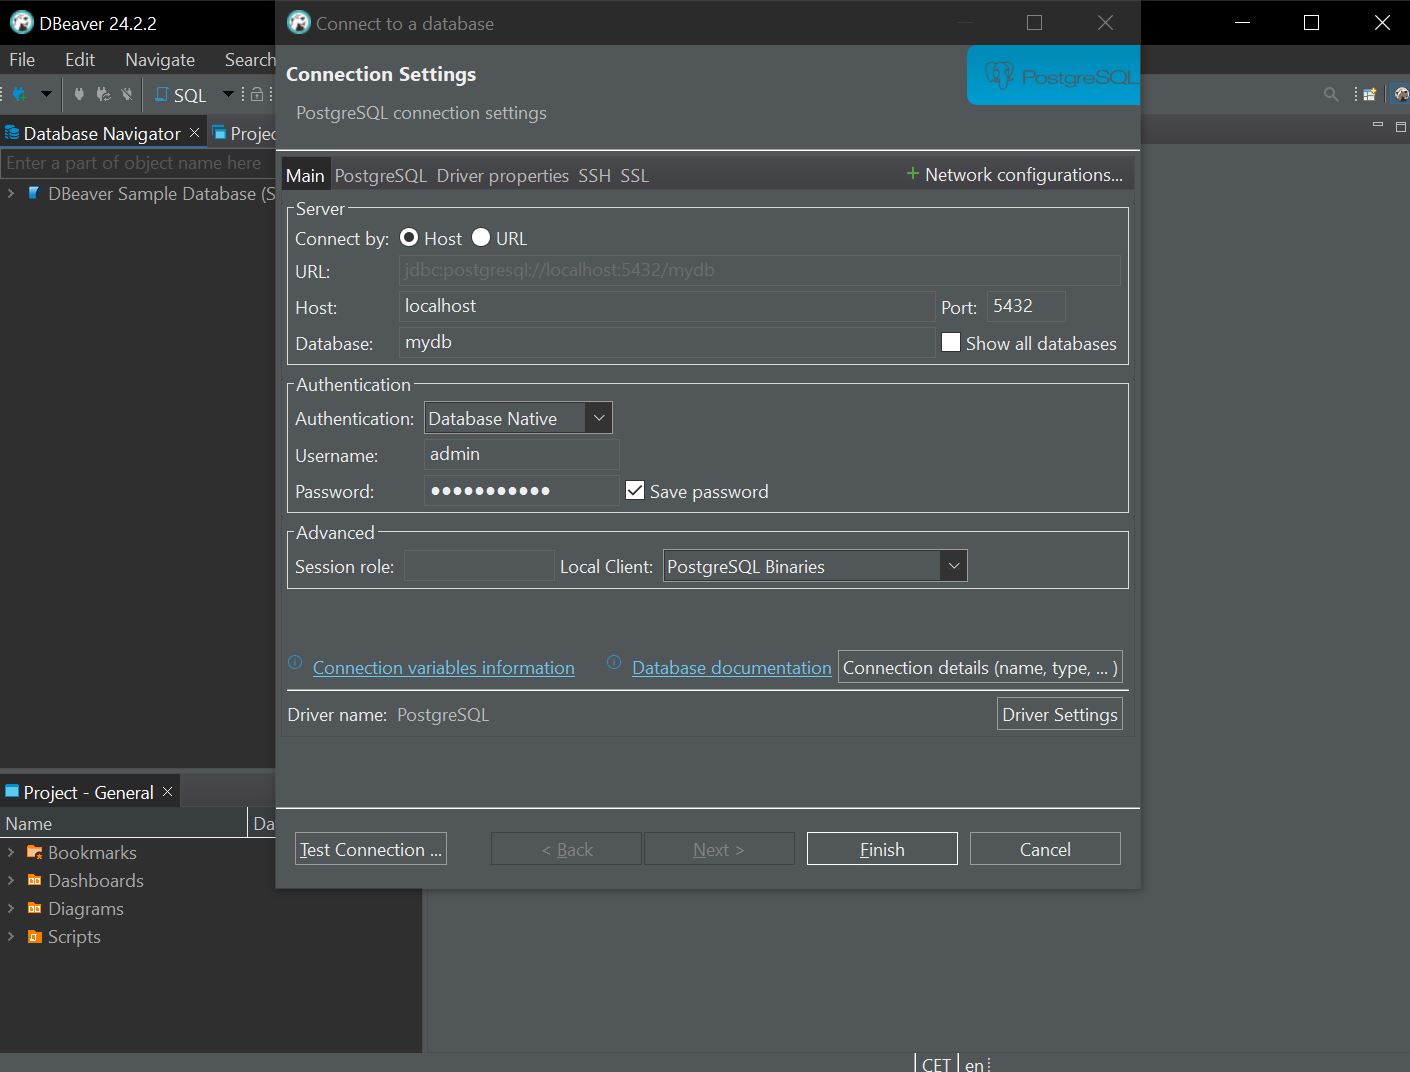 DBeaver 24.2.2
File Edit Navigate Search
SQL
Database Navigator
Projec
Enter a part of object name here
DBeaver Sample Database (S
Project - General
Name Da
Bookmarks
Dashboards
Diagrams
Scripts
Connect to a database
Connection Settings
PostgreSQL connection settings
PostgreSQL
Main PostgreSQL Driver properties SSH SSL
+ Network configurations...
Server
Connect by: Host URL
URL: jdbc:postgresql://localhost:5432/mydb
Host: localhost Port: 5432
Database: mydb Show all databases
Authentication
Authentication: Database Native
Username: admin
Password: ●●●●●●●●●●● Save password
Advanced
Session role: Local Client: PostgreSQL Binaries
Connection variables information Database documentation Connection details (name, type, ... )
Driver name: PostgreSQL Driver Settings
Test Connection ... < Back Next > Finish Cancel
CET en